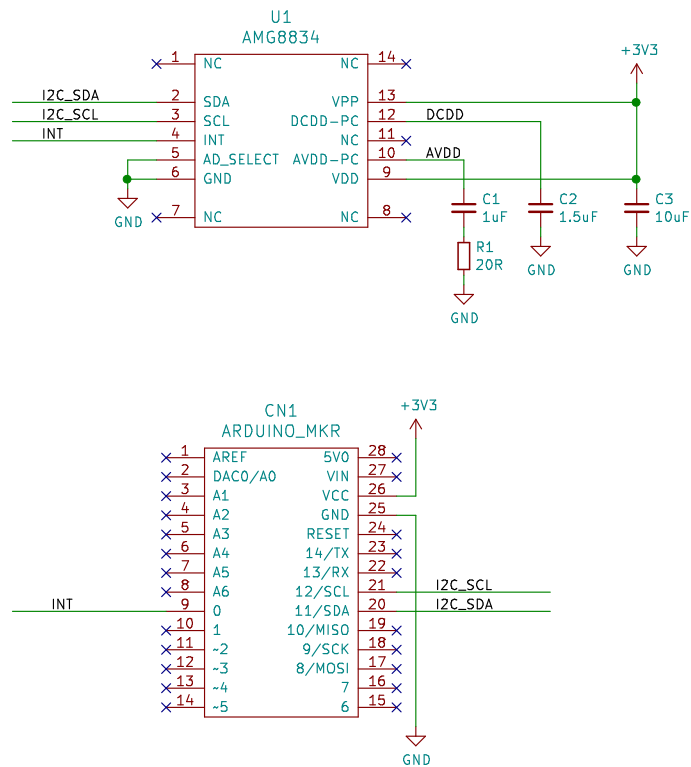 U1
AMG8834
+3V3
1 NC NC 14
I2C_SDA 2 SDA VPP 13
I2C_SCL 3 SCL DCDD-PC 12 DCDD
INT 4 INT NC 11
5 AD_SELECT AVDD-PC 10 AVDD
6 GND VDD 9
GND
7 NC NC 8
C1
1uF
C2
1.5uF
C3
10uF
R1
20R
GND
GND
GND
CN1
ARDUINO_MKR
+3V3
1 AREF 5V0 28
2 DAC0/A0 VIN 27
3 A1 VCC 26
4 A2 GND 25
5 A3 RESET 24
6 A4 14/TX 23
7 A5 13/RX 22
8 A6 12/SCL 21 I2C_SCL
INT 9 0 11/SDA 20 I2C_SDA
10 1 10/MISO 19
11 ~2 9/SCK 18
12 ~3 8/MOSI 17
13 ~4 7 16
14 ~5 6 15
GND